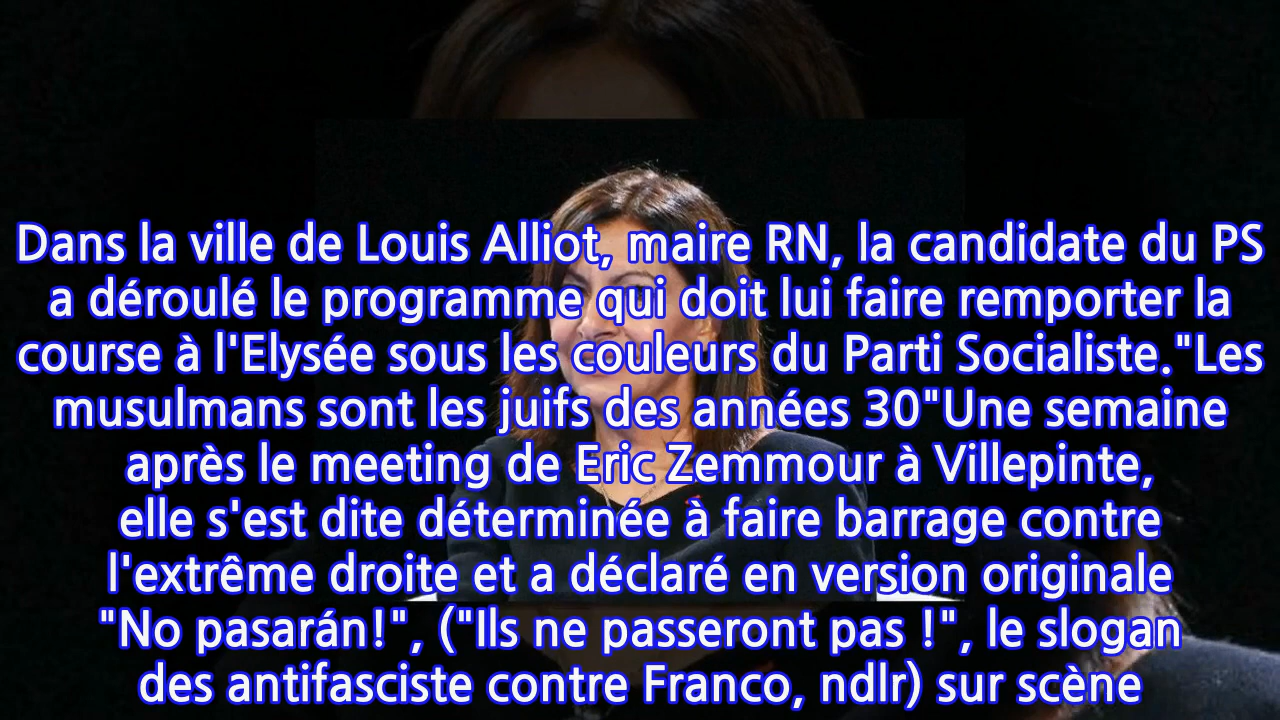 Dans la ville de Louis Alliot, maire RN, la candidate du PS
a déroulé le programme qui doit lui faire remporter la
course à l'Elysée sous les couleurs du Parti Socialiste."Les
musulmans sont les juifs des années 30"Une semaine
après le meeting de Eric Zemmour à Villepinte,
elle s'est dite déterminée à faire barrage contre
l'extrême droite et a déclaré en version originale
"No pasarán!", ("Ils ne passeront pas !", le slogan
des antifasciste contre Franco, ndlr) sur scène